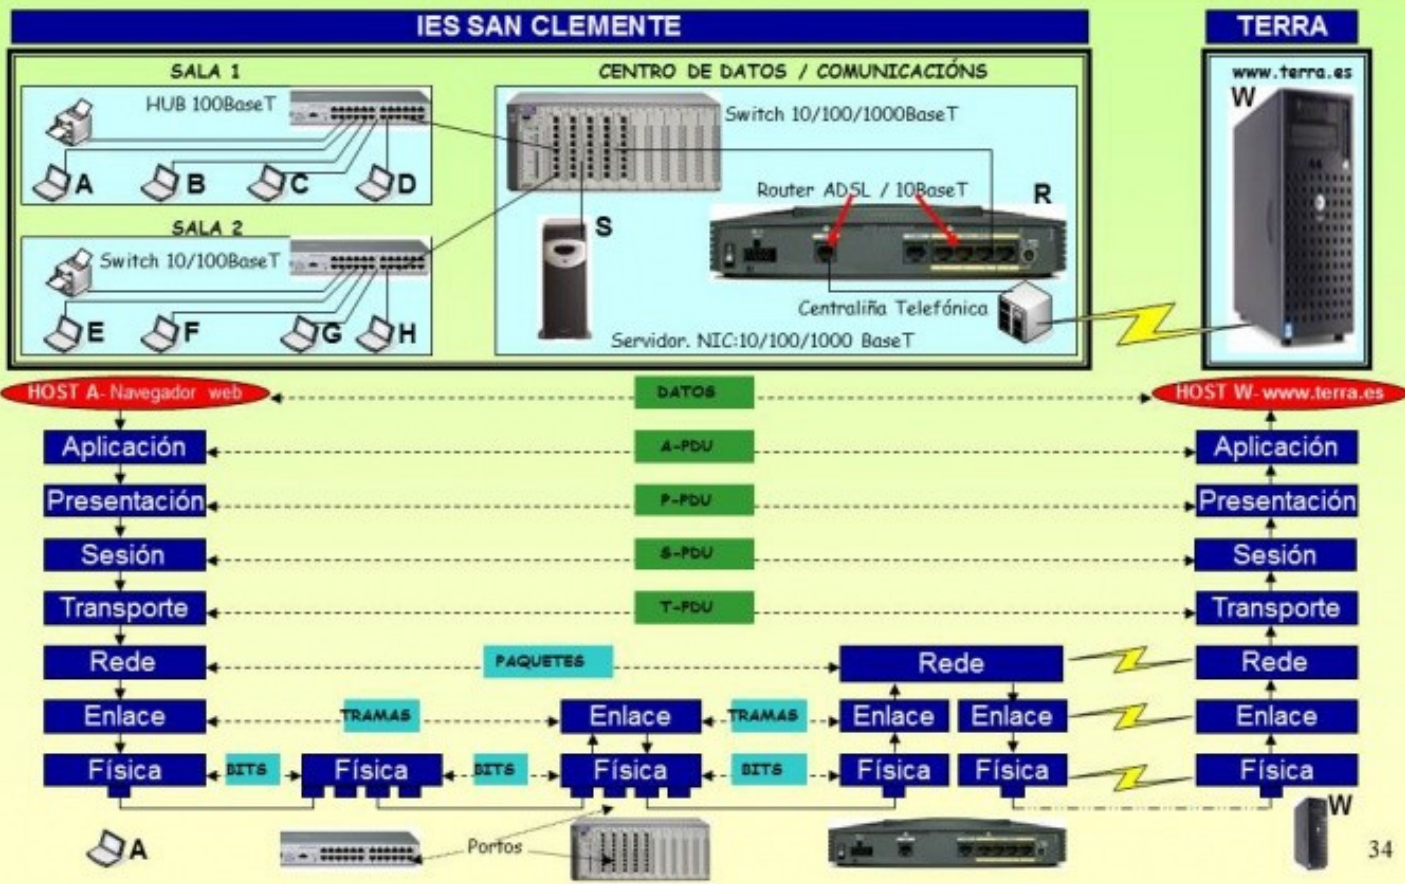 IES SAN CLEMENTE
TERRA
SALA 1
HUB 100BaseT
A
B
C
D
SALA 2
Switch 10/100BaseT
E
F
G
H
CENTRO DE DATOS / COMUNICACIÓNS
Switch 10/100/1000BaseT
Router ADSL / 10BaseT
R
S
Centraliña Telefónica
Servidor. NIC:10/100/1000 BaseT
www.terra.es
W
HOST A- Navegador web
DATOS
HOST W- www.terra.es
Aplicación
A-PDU
Aplicación
Presentación
P-PDU
Presentación
Sesión
S-PDU
Sesión
Transporte
T-PDU
Transporte
Rede
PAQUETES
Rede
Rede
Enlace
TRAMAS
Enlace
TRAMAS
Enlace
Enlace
Enlace
Física
BITS
Física
BITS
Física
BITS
Física
Física
Física
A
Portos
W
34